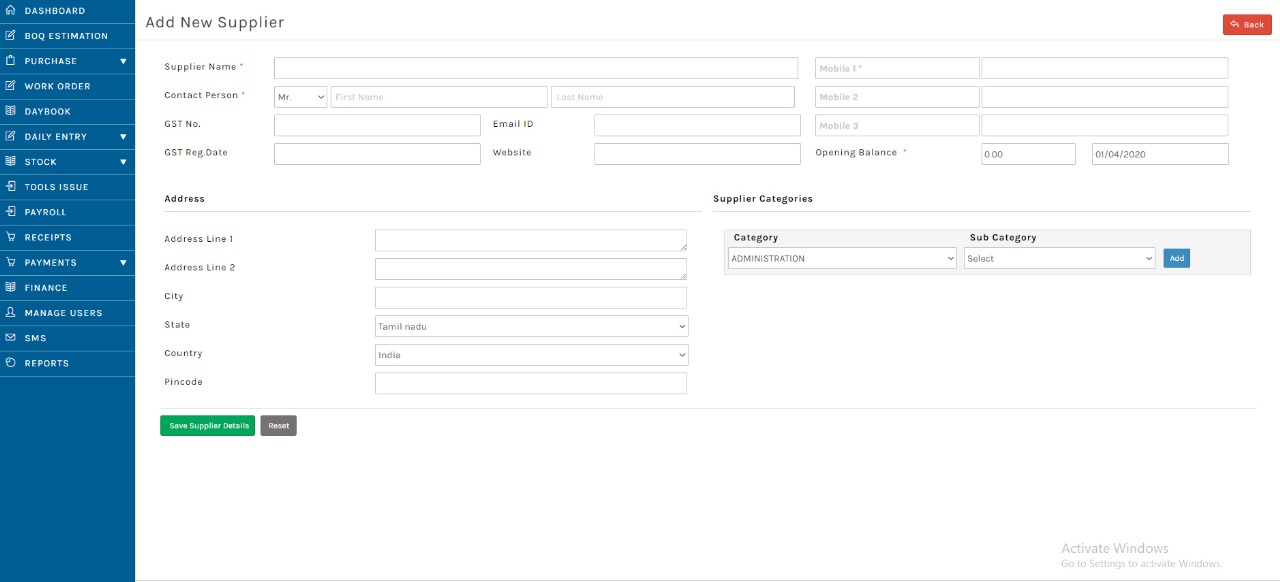 DASHBOARD
BOQ ESTIMATION
PURCHASE
WORK ORDER
DAYBOOK
DAILY ENTRY
STOCK
TOOLS ISSUE
PAYROLL
RECEIPTS
PAYMENTS
FINANCE
MANAGE USERS
SMS
REPORTS
Add New Supplier
Back
Supplier Name *
Mobile 1 *
Contact Person * Mr. First Name Last Name
Mobile 2
GST No. Email ID
Mobile 3
GST Reg.Date Website
Opening Balance * 0.00 01/04/2020
Address
Address Line 1
Address Line 2
City
State Tamil nadu
Country India
Pincode
Supplier Categories
Category Sub Category
ADMINISTRATION Select Add
Save Supplier Details Reset
Activate Windows
Go to Settings to activate Windows.